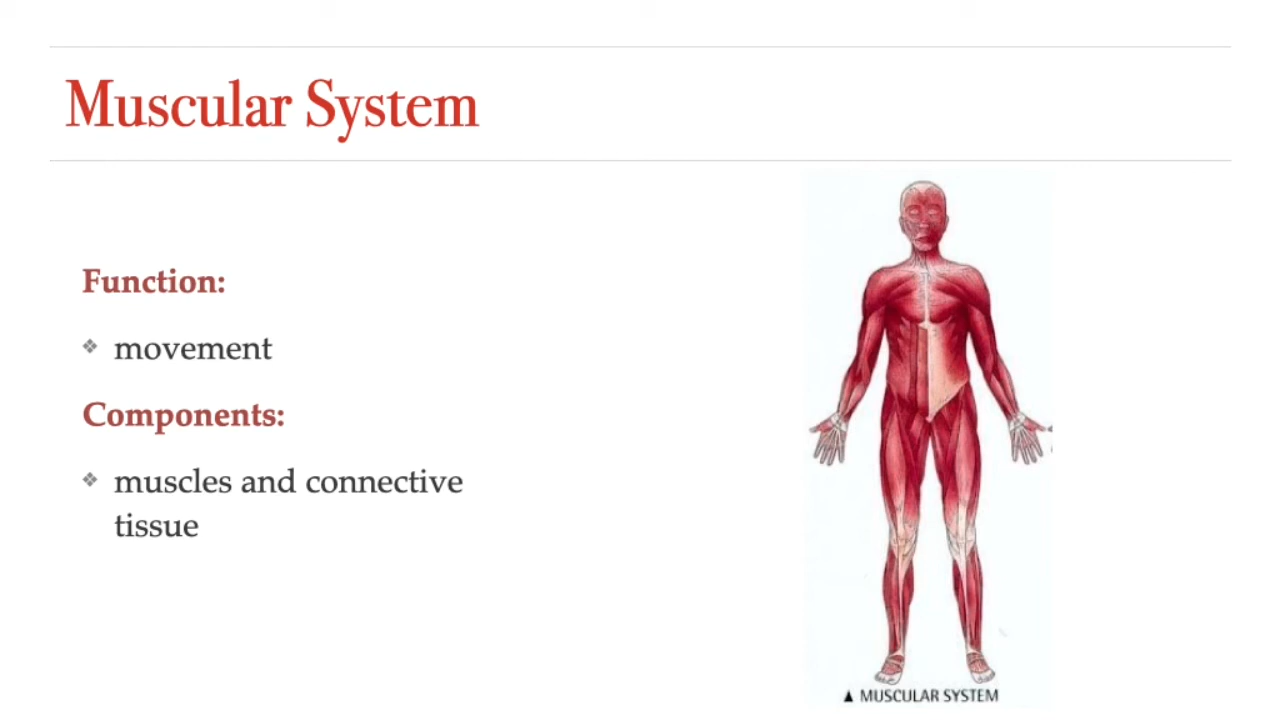 Muscular System
Function:
❖ movement
Components:
❖ muscles and connective
tissue
▲ MUSCULAR SYSTEM